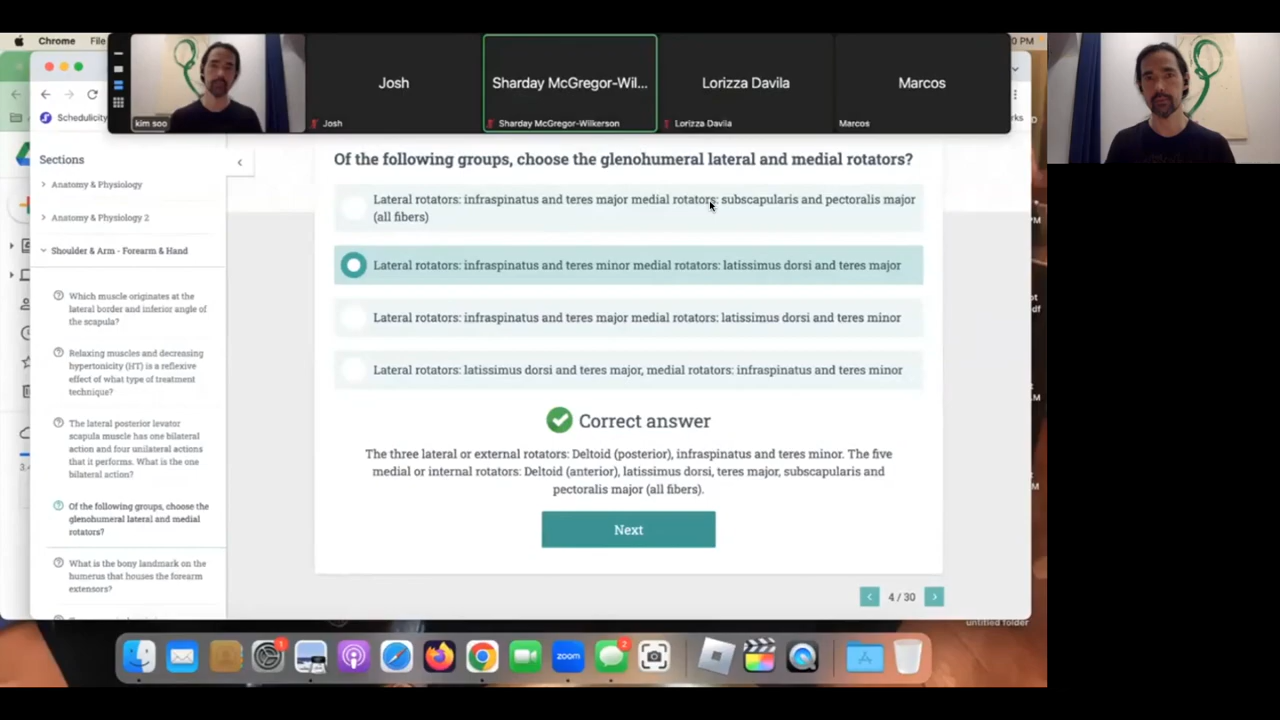 Chrome
File
0 PM
Josh
Sharday McGregor-Wil...
Lorizza Davila
Marcos
kim soo
Josh
Sharday McGregor-Wilkerson
Lorizza Davila
Marcos
Schedulicity
rks
Sections
Anatomy & Physiology
Anatomy & Physiology 2
Shoulder & Arm - Forearm & Hand
Which muscle originates at the
lateral border and inferior angle of
the scapula?
Relaxing muscles and decreasing
hypertonicity (HT) is a reflexive
effect of what type of treatment
technique?
The lateral posterior levator
scapula muscle has one bilateral
action and four unilateral actions
that it performs. What is the one
bilateral action?
Of the following groups, choose the
glenohumeral lateral and medial
rotators?
What is the bony landmark on the
humerus that houses the forearm
extensors?
Of the following groups, choose the glenohumeral lateral and medial rotators?
Lateral rotators: infraspinatus and teres major medial rotators: subscapularis and pectoralis major
(all fibers)
Lateral rotators: infraspinatus and teres minor medial rotators: latissimus dorsi and teres major
Lateral rotators: infraspinatus and teres major medial rotators: latissimus dorsi and teres minor
Lateral rotators: latissimus dorsi and teres major, medial rotators: infraspinatus and teres minor
Correct answer
The three lateral or external rotators: Deltoid (posterior), infraspinatus and teres minor. The five
medial or internal rotators: Deltoid (anterior), latissimus dorsi, teres major, subscapularis and
pectoralis major (all fibers).
Next
4 / 30
untitled folder
1
2
zoom